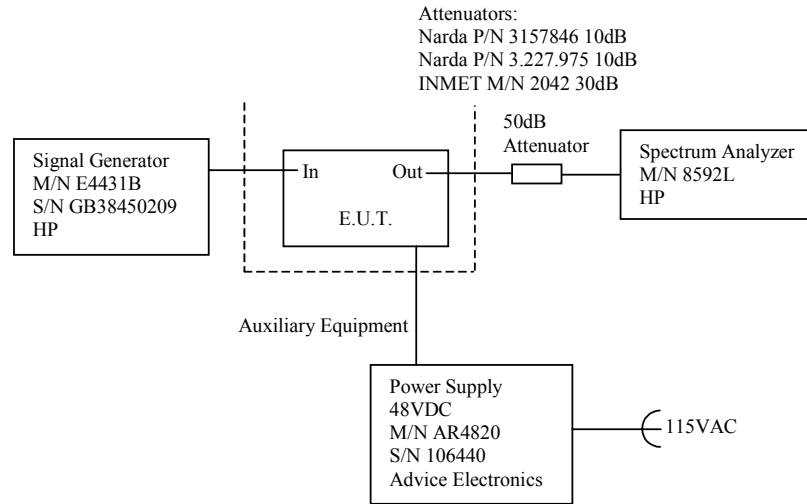 Attenuators:
Narda P/N 3157846 10dB
Narda P/N 3.227.975 10dB
INMET M/N 2042 30dB
50dB
Attenuator
Signal Generator
M/N E4431B
S/N GB38450209
HP
In
Out
E.U.T.
Spectrum Analyzer
M/N 8592L
HP
Auxiliary Equipment
Power Supply
48VDC
M/N AR4820
S/N 106440
Advice Electronics
115VAC